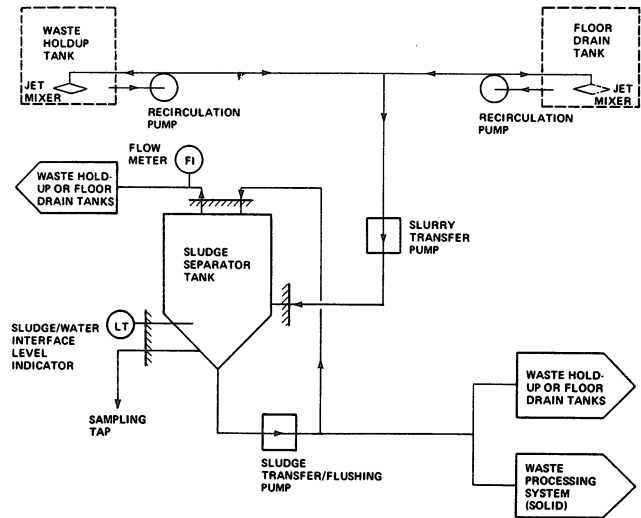 WASTE
HOLDUP
TANK
JET
MIXER
RECIRCULATION
PUMP
FLOOR
DRAIN
TANK
JET
MIXER
RECIRCULATION
PUMP
FLOW
METER
FI
WASTE HOLD-
UP OR FLOOR
DRAIN TANKS
SLURRY
TRANSFER
PUMP
SLUDGE
SEPARATOR
TANK
SLUDGE/WATER
INTERFACE
LEVEL
INDICATOR
LT
SAMPLING
TAP
SLUDGE
TRANSFER/FLUSHING
PUMP
WASTE HOLD-
UP OR FLOOR
DRAIN TANKS
WASTE
PROCESSING
SYSTEM
(SOLID)